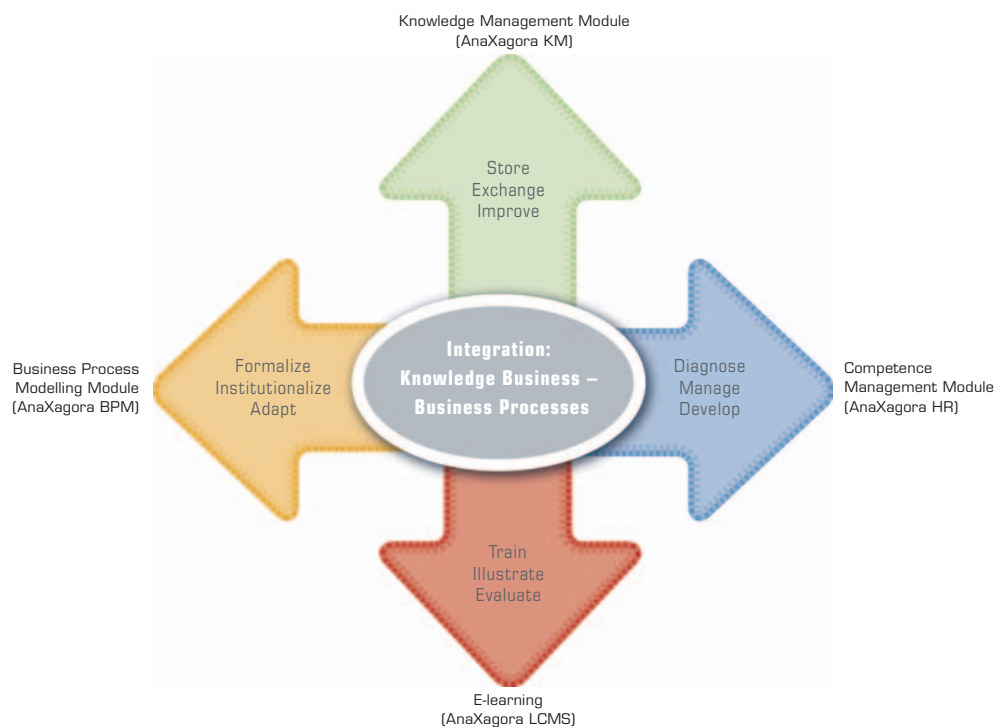 Knowledge Management Module
(AnaXagora KM)
Store
Exchange
Improve
Business Process
Modelling Module
(AnaXagora BPM)
Formalize
Institutionalize
Adapt
Integration:
Knowledge Business –
Business Processes
Diagnose
Manage
Develop
Competence
Management Module
(AnaXagora HR)
Train
Illustrate
Evaluate
E-learning
(AnaXagora LCMS)